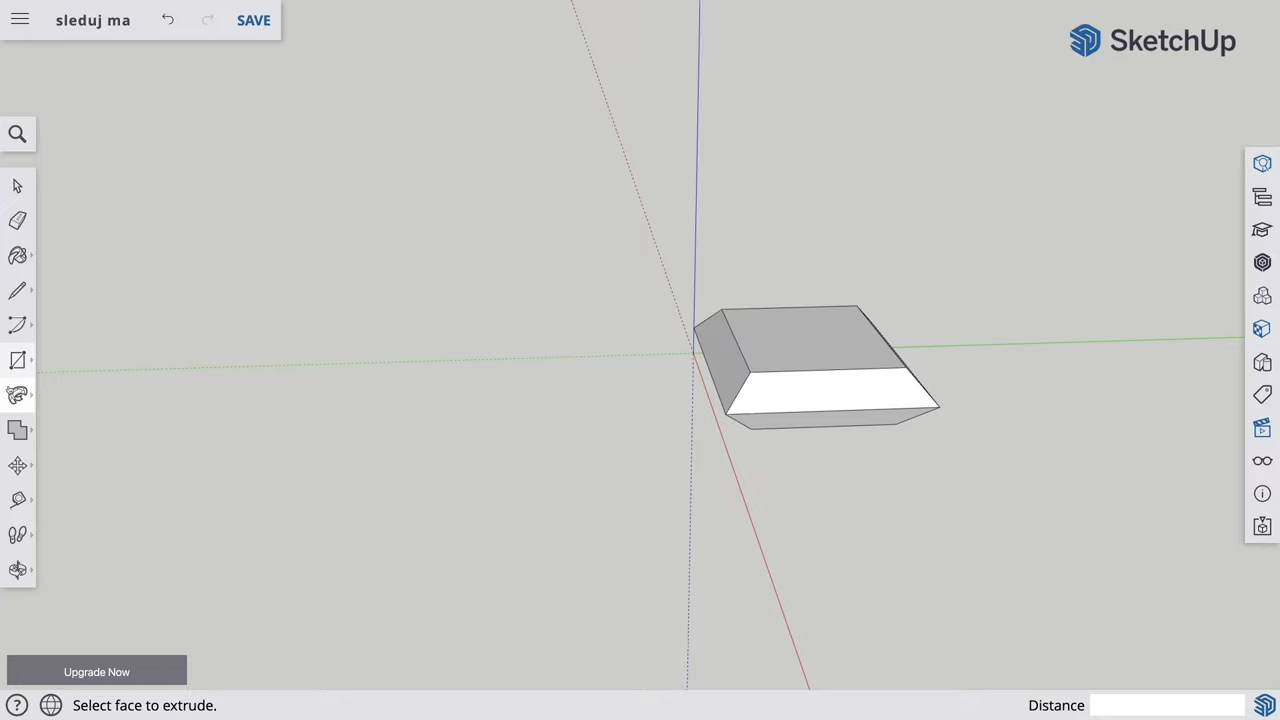 sleduj ma
SAVE
SketchUp
Upgrade Now
? Select face to extrude.
Distance